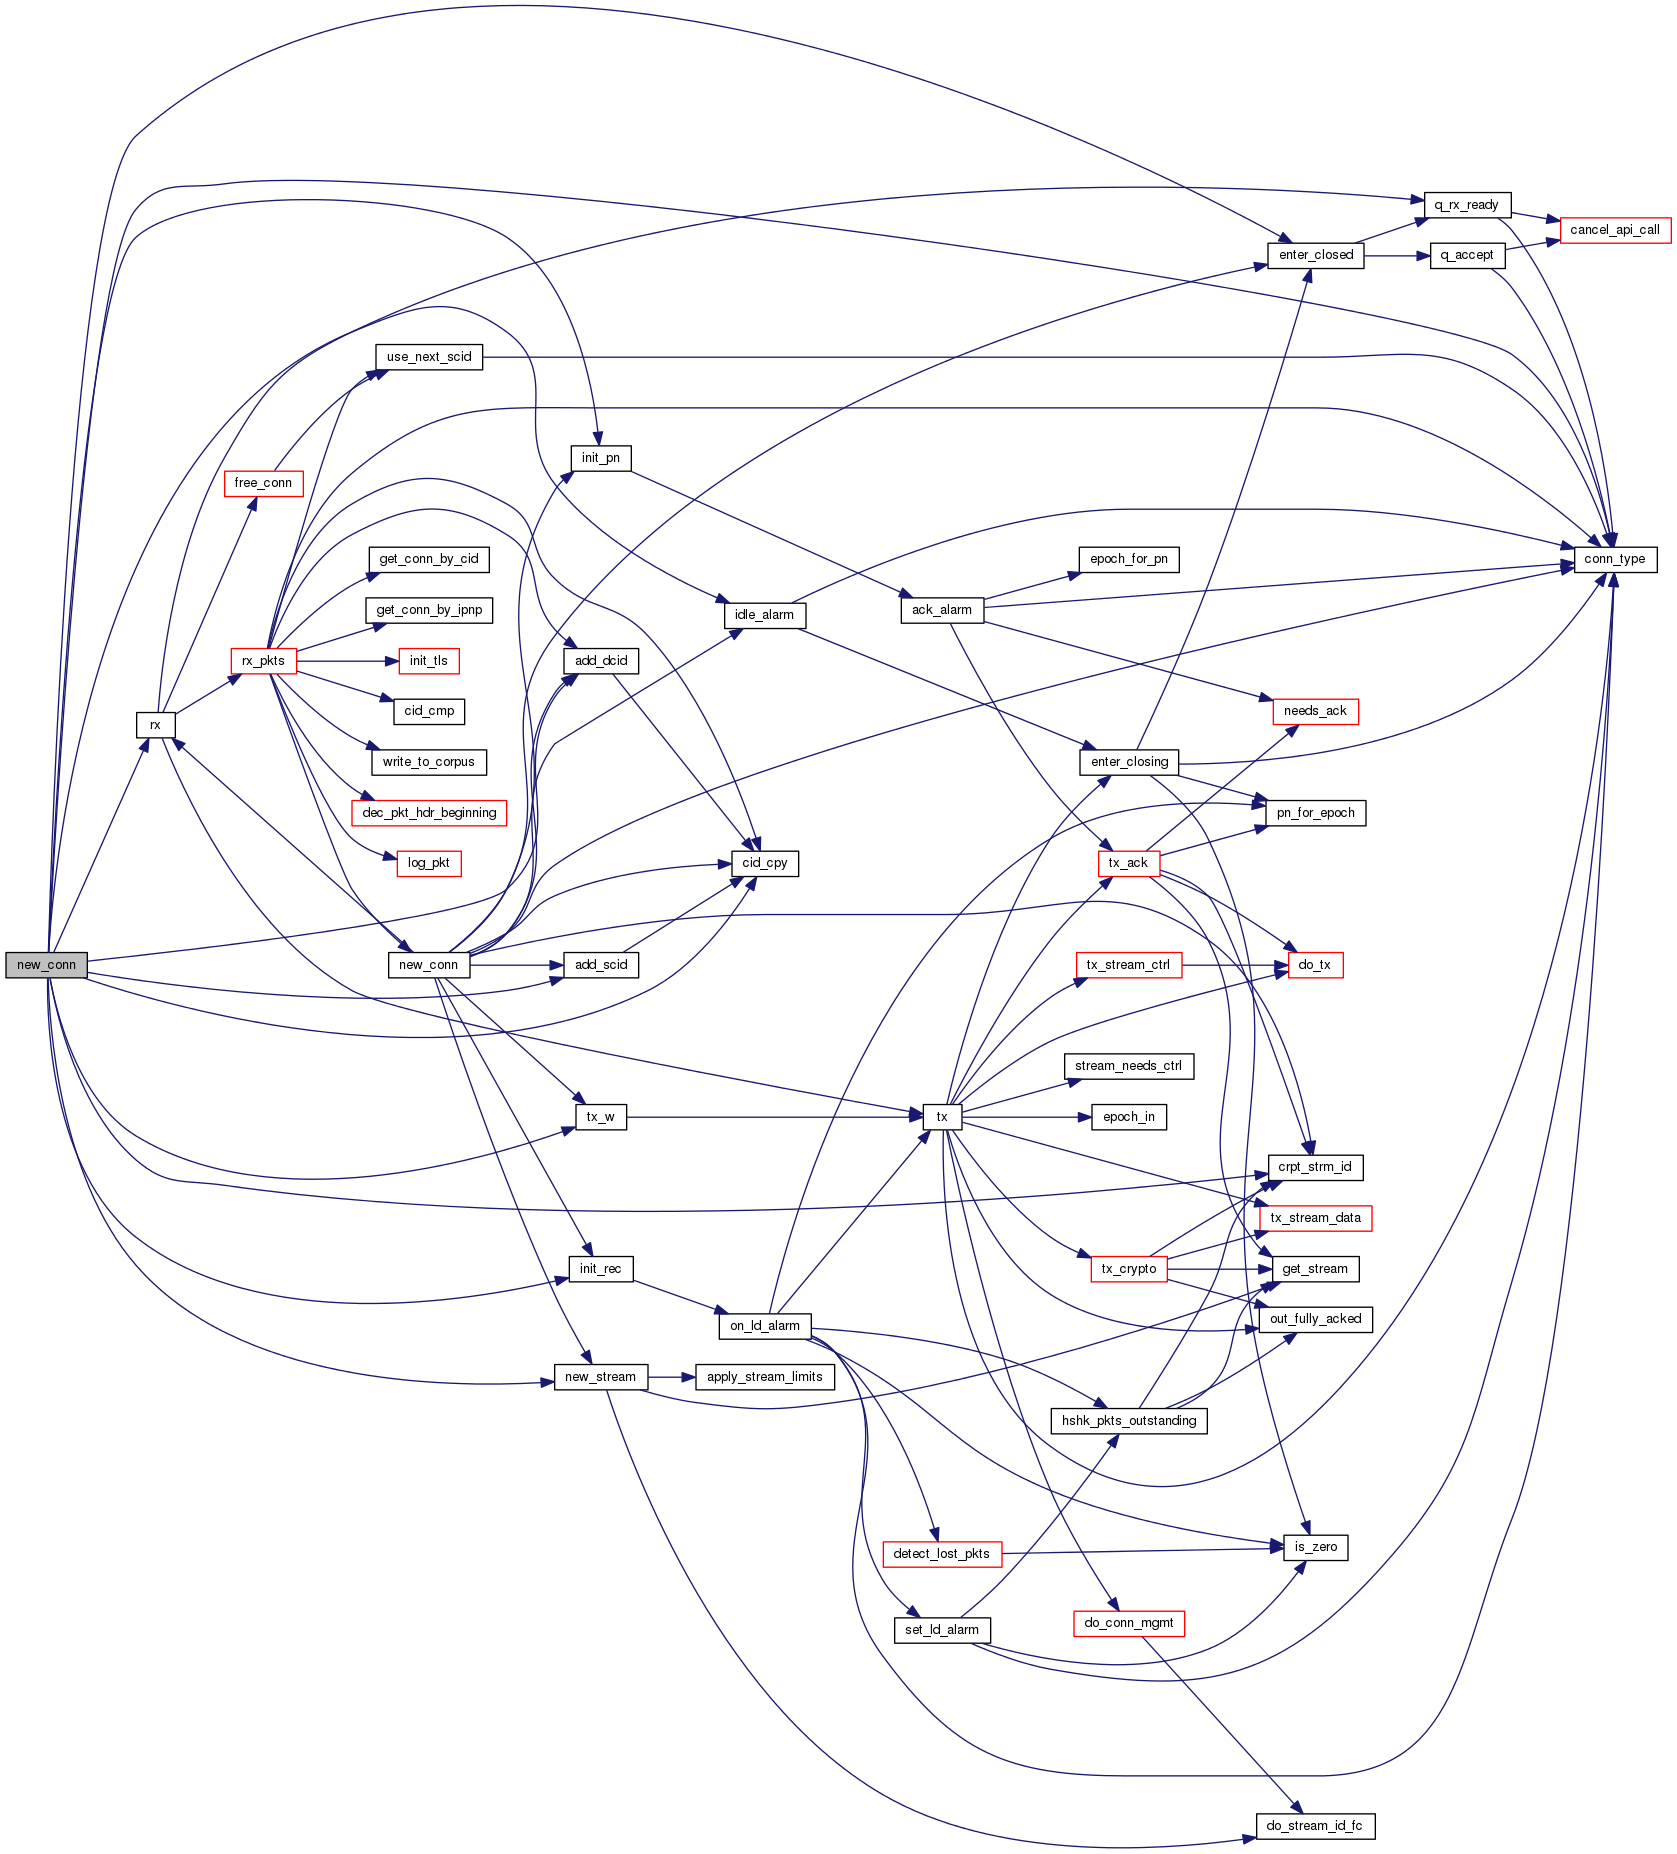 q_rx_ready
cancel_api_call
enter_closed
q_accept
use_next_scid
init_pn
free_conn
get_conn_by_cid
epoch_for_pn
conn_type
get_conn_by_ipnp
idle_alarm
ack_alarm
rx_pkts
init_tls
add_dcid
cid_cmp
needs_ack
rx
write_to_corpus
enter_closing
dec_pkt_hdr_beginning
pn_for_epoch
log_pkt
cid_cpy
tx_ack
new_conn
new_conn
add_scid
tx_stream_ctrl
do_tx
stream_needs_ctrl
tx_w
tx
epoch_in
crpt_strm_id
tx_stream_data
init_rec
tx_crypto
get_stream
on_ld_alarm
out_fully_acked
new_stream
apply_stream_limits
hshk_pkts_outstanding
detect_lost_pkts
is_zero
set_ld_alarm
do_conn_mgmt
do_stream_id_fc